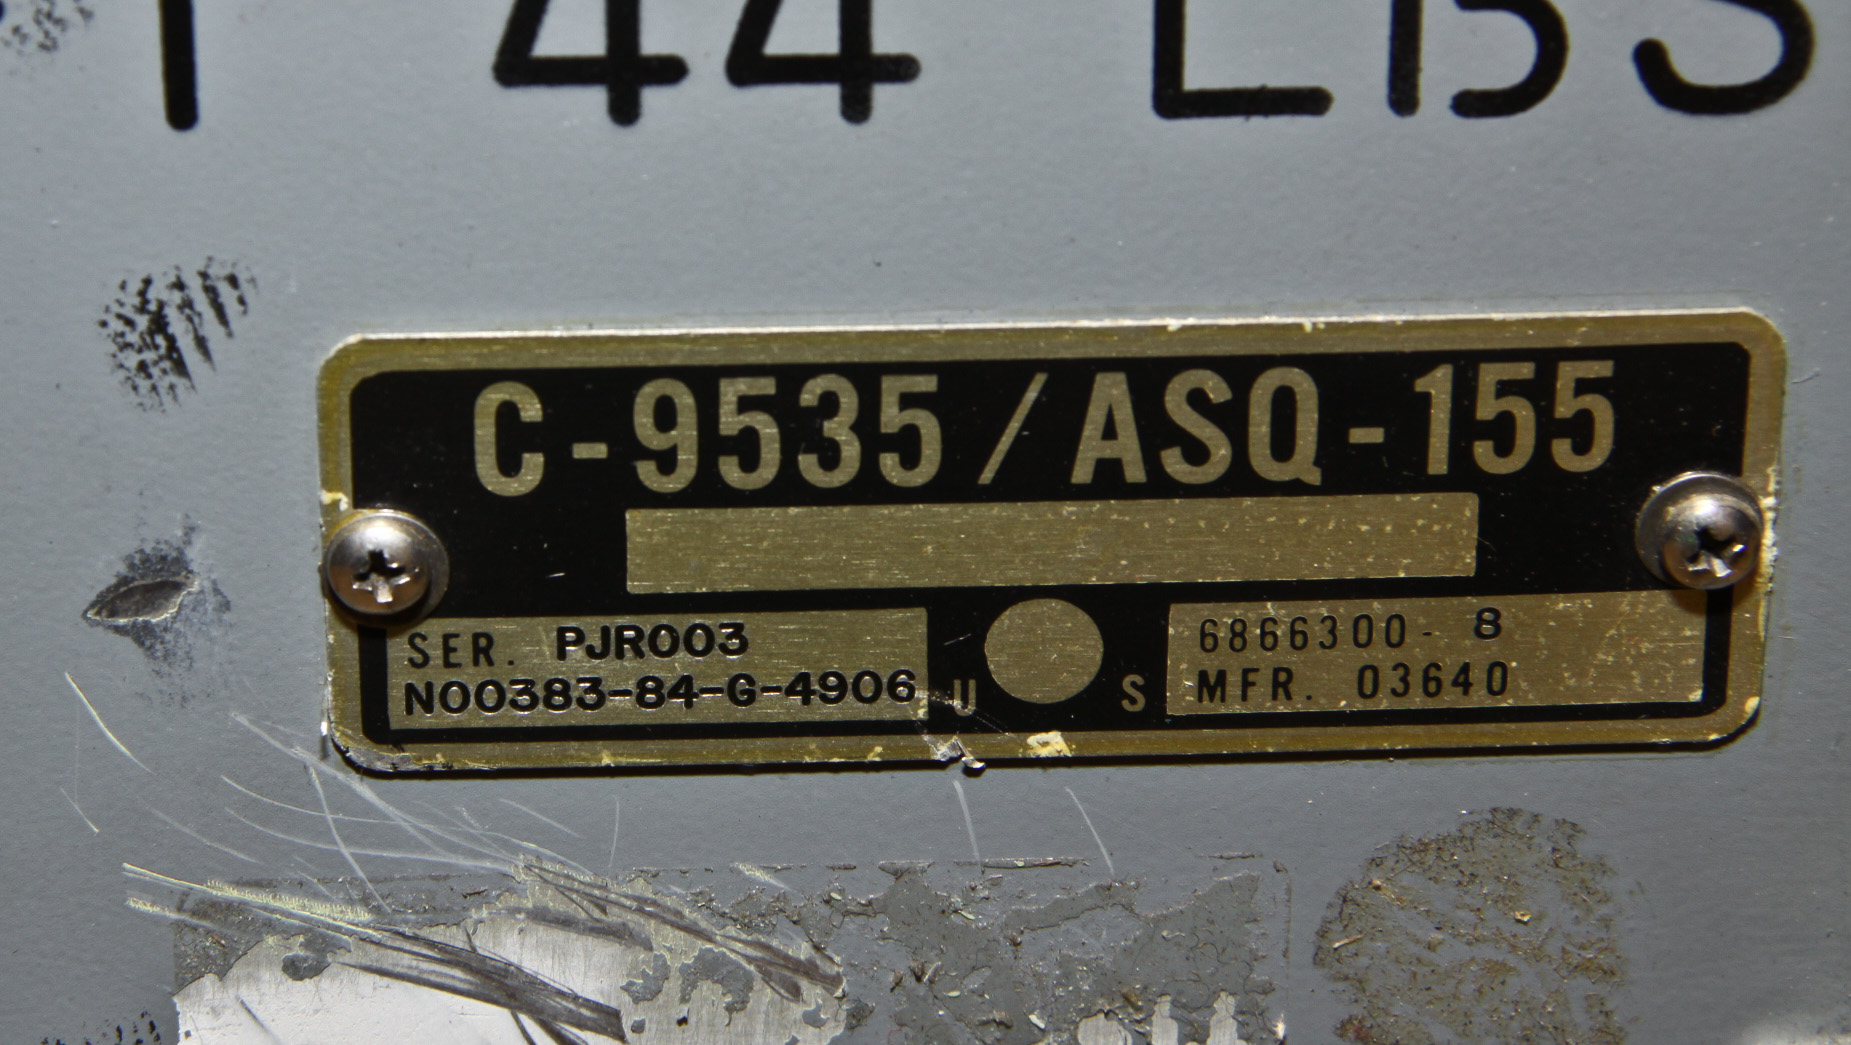 44 LBS
C-9535/ASQ-155
SER. PJR003
N00383-84-G-4906
U S
6866300-8
MFR. 03640